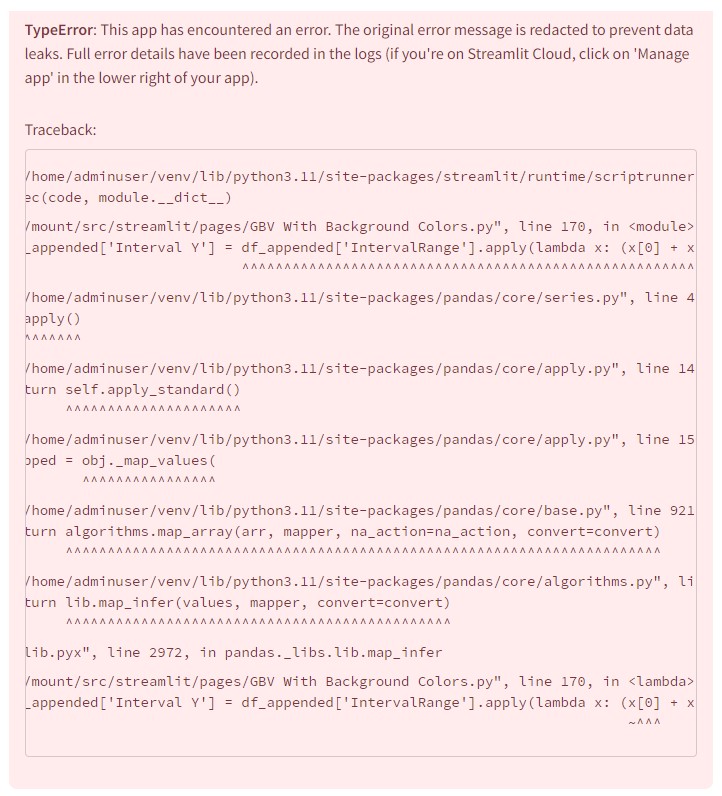 TypeError: This app has encountered an error. The original error message is redacted to prevent data
leaks. Full error details have been recorded in the logs (if you're on Streamlit Cloud, click on 'Manage
app' in the lower right of your app).
Traceback:
/home/adminuser/venv/lib/python3.11/site-packages/streamlit/runtime/scriptrunner
ec(code, module.__dict__)
/mount/src/streamlit/pages/GBV With Background Colors.py", line 170, in <module>
_appended['Interval Y'] = df_appended['IntervalRange'].apply(lambda x: (x[0] + x
^^^^^^^^^^^^^^^^^^^^^^^^^^^^^^^^^^^^^^^^^^^^^^^^^^^^^^
/home/adminuser/venv/lib/python3.11/site-packages/pandas/core/series.py", line 4
apply()
^^^^^^^
/home/adminuser/venv/lib/python3.11/site-packages/pandas/core/apply.py", line 14
turn self.apply_standard()
^^^^^^^^^^^^^^^^^^^^^
/home/adminuser/venv/lib/python3.11/site-packages/pandas/core/apply.py", line 15
pped = obj._map_values(
^^^^^^^^^^^^^^^^
/home/adminuser/venv/lib/python3.11/site-packages/pandas/core/base.py", line 921
turn algorithms.map_array(arr, mapper, na_action=na_action, convert=convert)
^^^^^^^^^^^^^^^^^^^^^^^^^^^^^^^^^^^^^^^^^^^^^^^^^^^^^^^^^^^^^^^^^^^^^^^
/home/adminuser/venv/lib/python3.11/site-packages/pandas/core/algorithms.py", li
turn lib.map_infer(values, mapper, convert=convert)
^^^^^^^^^^^^^^^^^^^^^^^^^^^^^^^^^^^^^^^^^^^^^^
lib.pyx", line 2972, in pandas._libs.lib.map_infer
/mount/src/streamlit/pages/GBV With Background Colors.py", line 170, in <lambda>
_appended['Interval Y'] = df_appended['IntervalRange'].apply(lambda x: (x[0] + x
~^^^